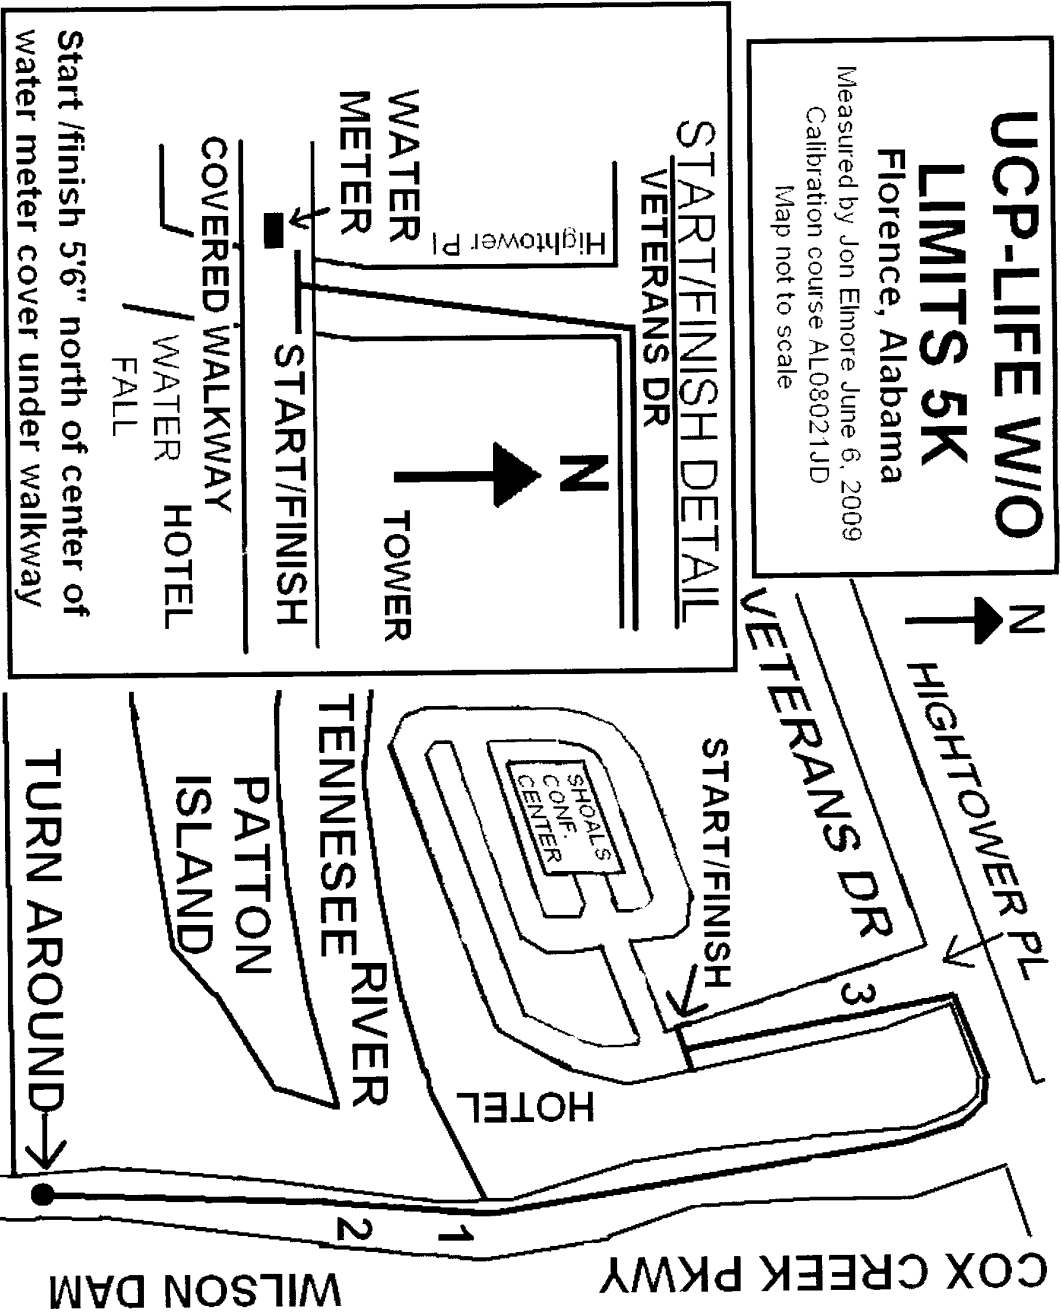 UCP-LIFE W/O
LIMITS 5K
Florence, Alabama
Measured by Jon Elmore June 6, 2009
Calibration course AL08021JD
Map not to scale
START/FINISH DETAIL
VETERANS DR
Hightower Pl
WATER
METER
N
TOWER
START/FINISH
COVERED WALKWAY
WATER
FALL
HOTEL
Start /finish 5'6" north of center of
water meter cover under walkway
N
HIGHTOWER PL
VETERANS DR
START/FINISH
3
SHOALS
CONF.
CENTER
HOTEL
TENNESEE
RIVER
PATTON
ISLAND
TURN AROUND
1
2
COX CREEK PKWY
WILSON DAM